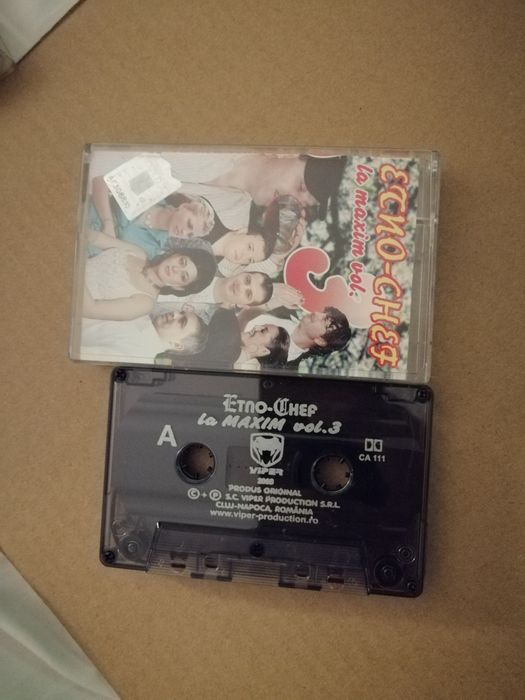 ETNO-CHEF
la maxim vol:
3
ETNO-CHEF
la MAXIM vol.3
A
VIPER
CA 111
PRODUS ORIGINAL
© + ℗ S.C. VIPER PRODUCTION S.R.L.
CLUJ-NAPOCA, ROMÂNIA
www.viper-production.ro